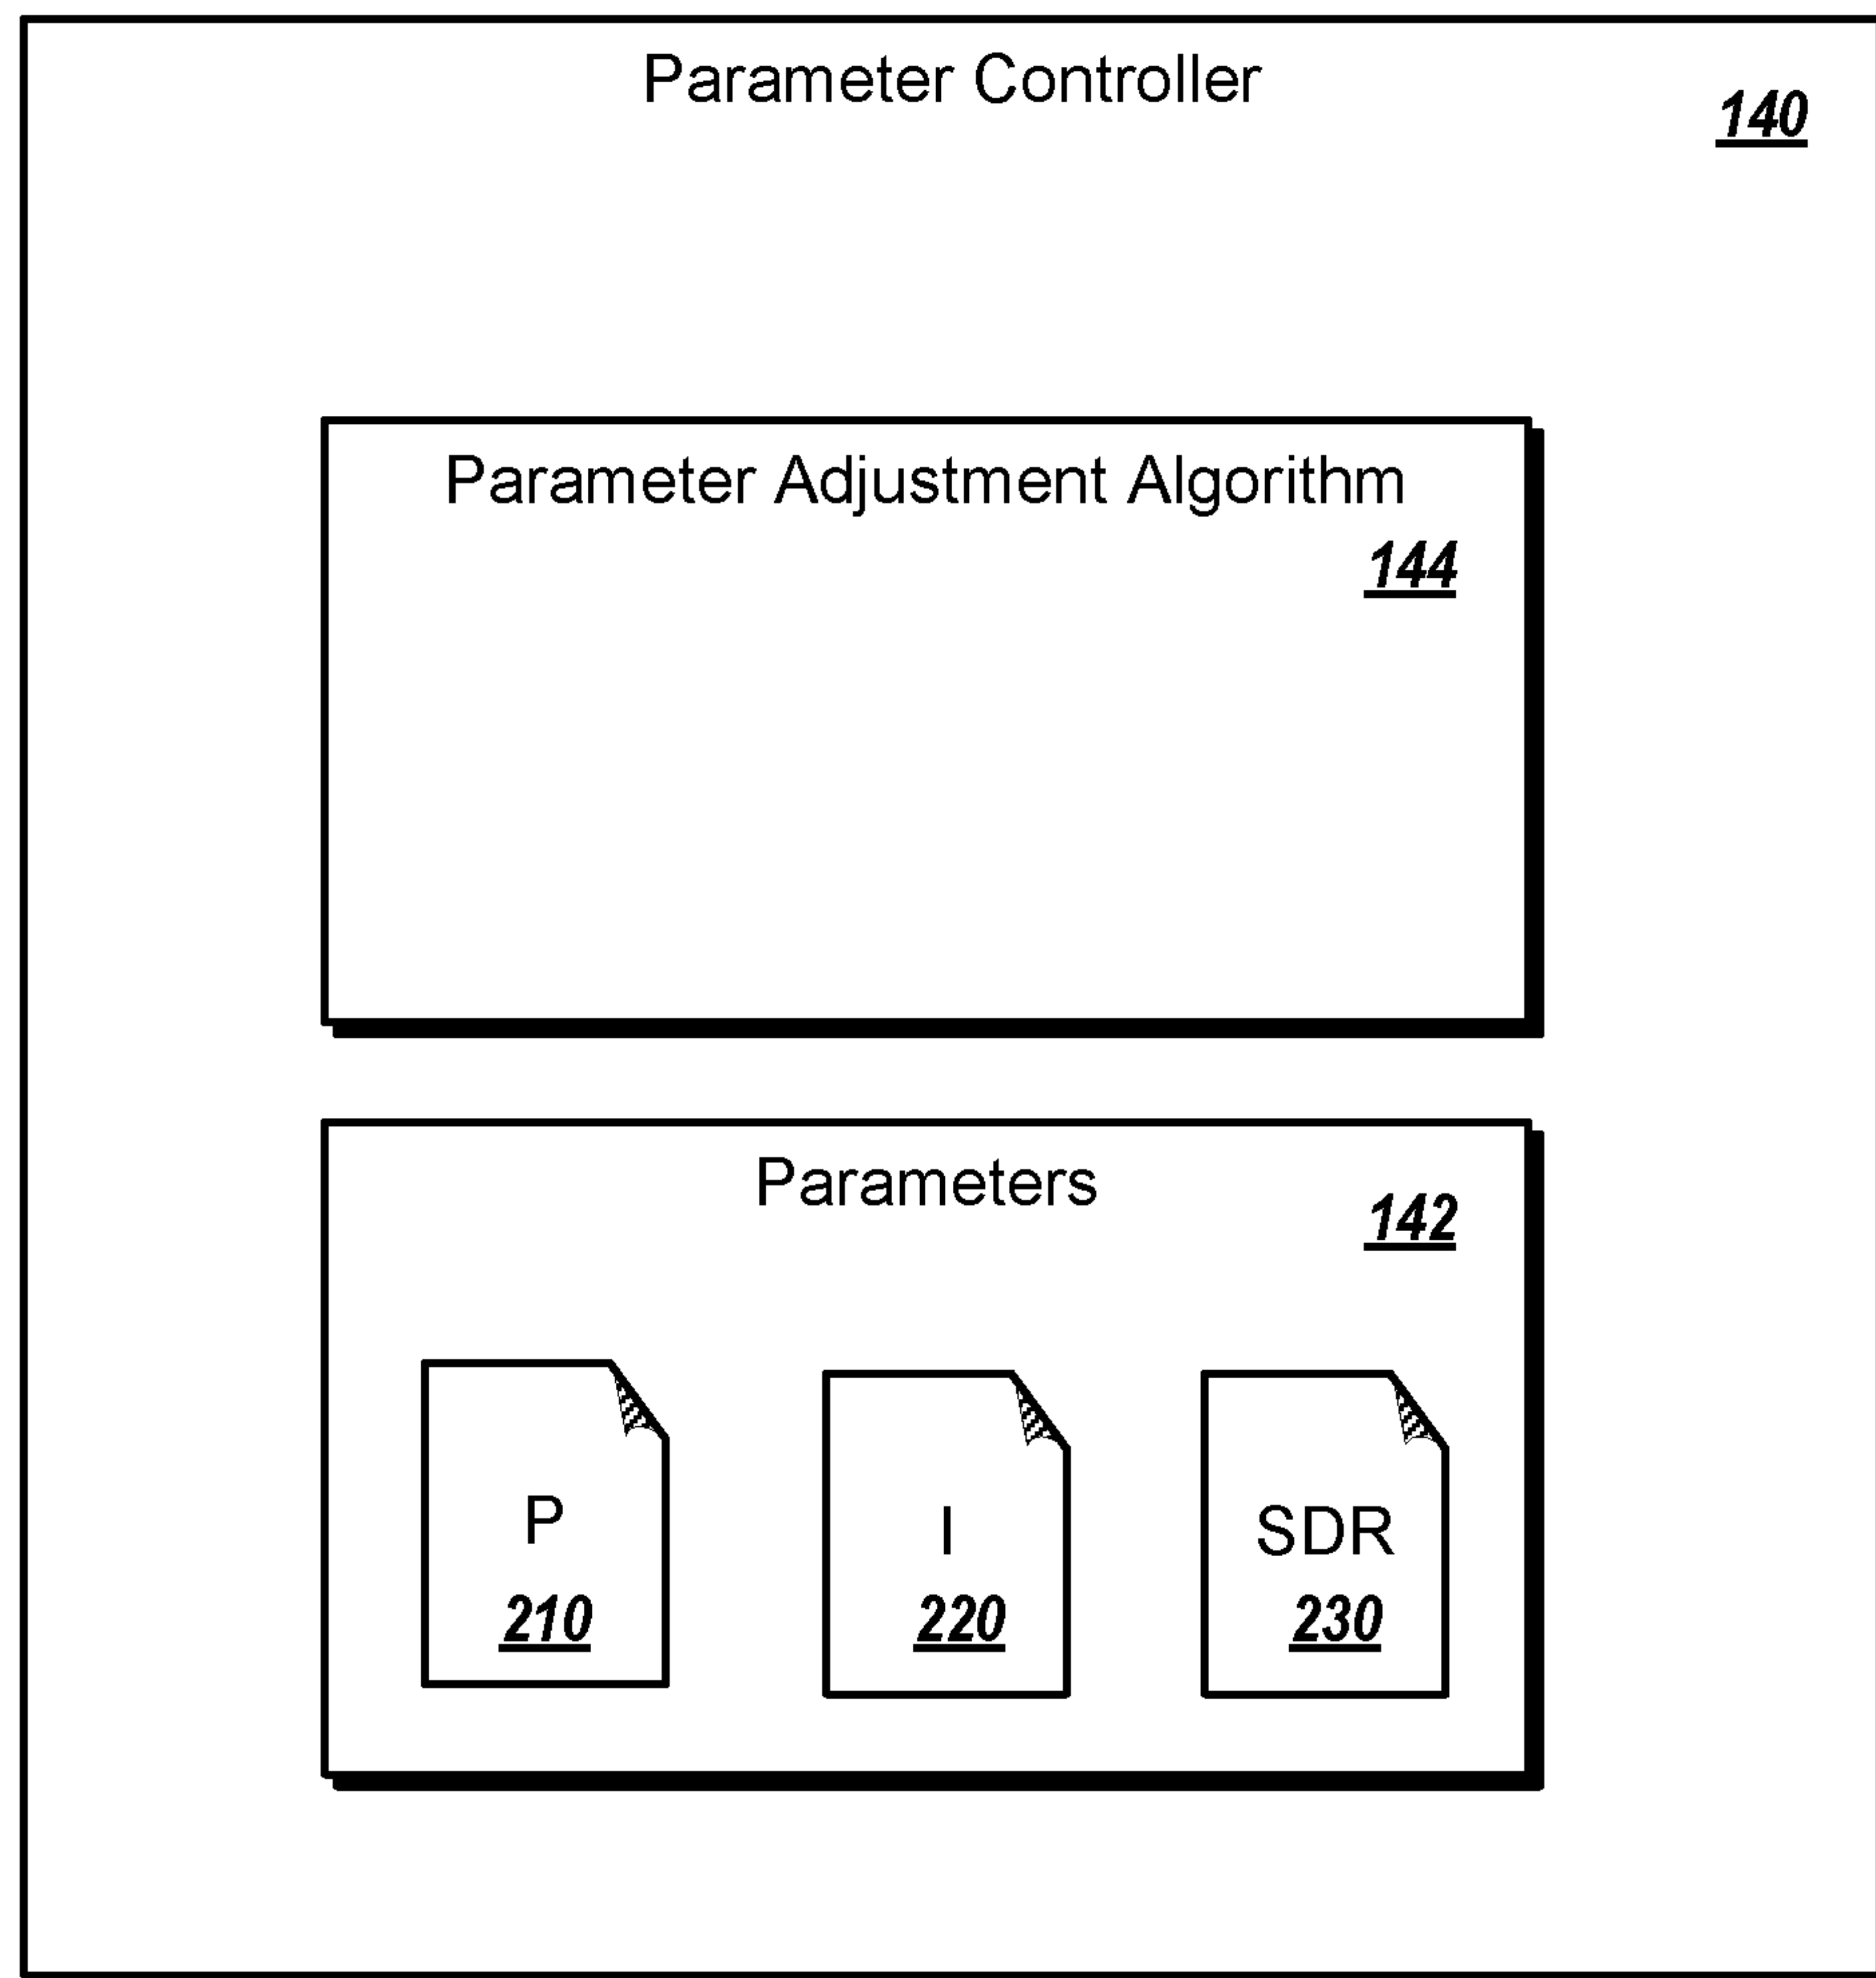 Parameter Controller
140
Parameter Adjustment Algorithm
144
Parameters
142
P
210
I
220
SDR
230